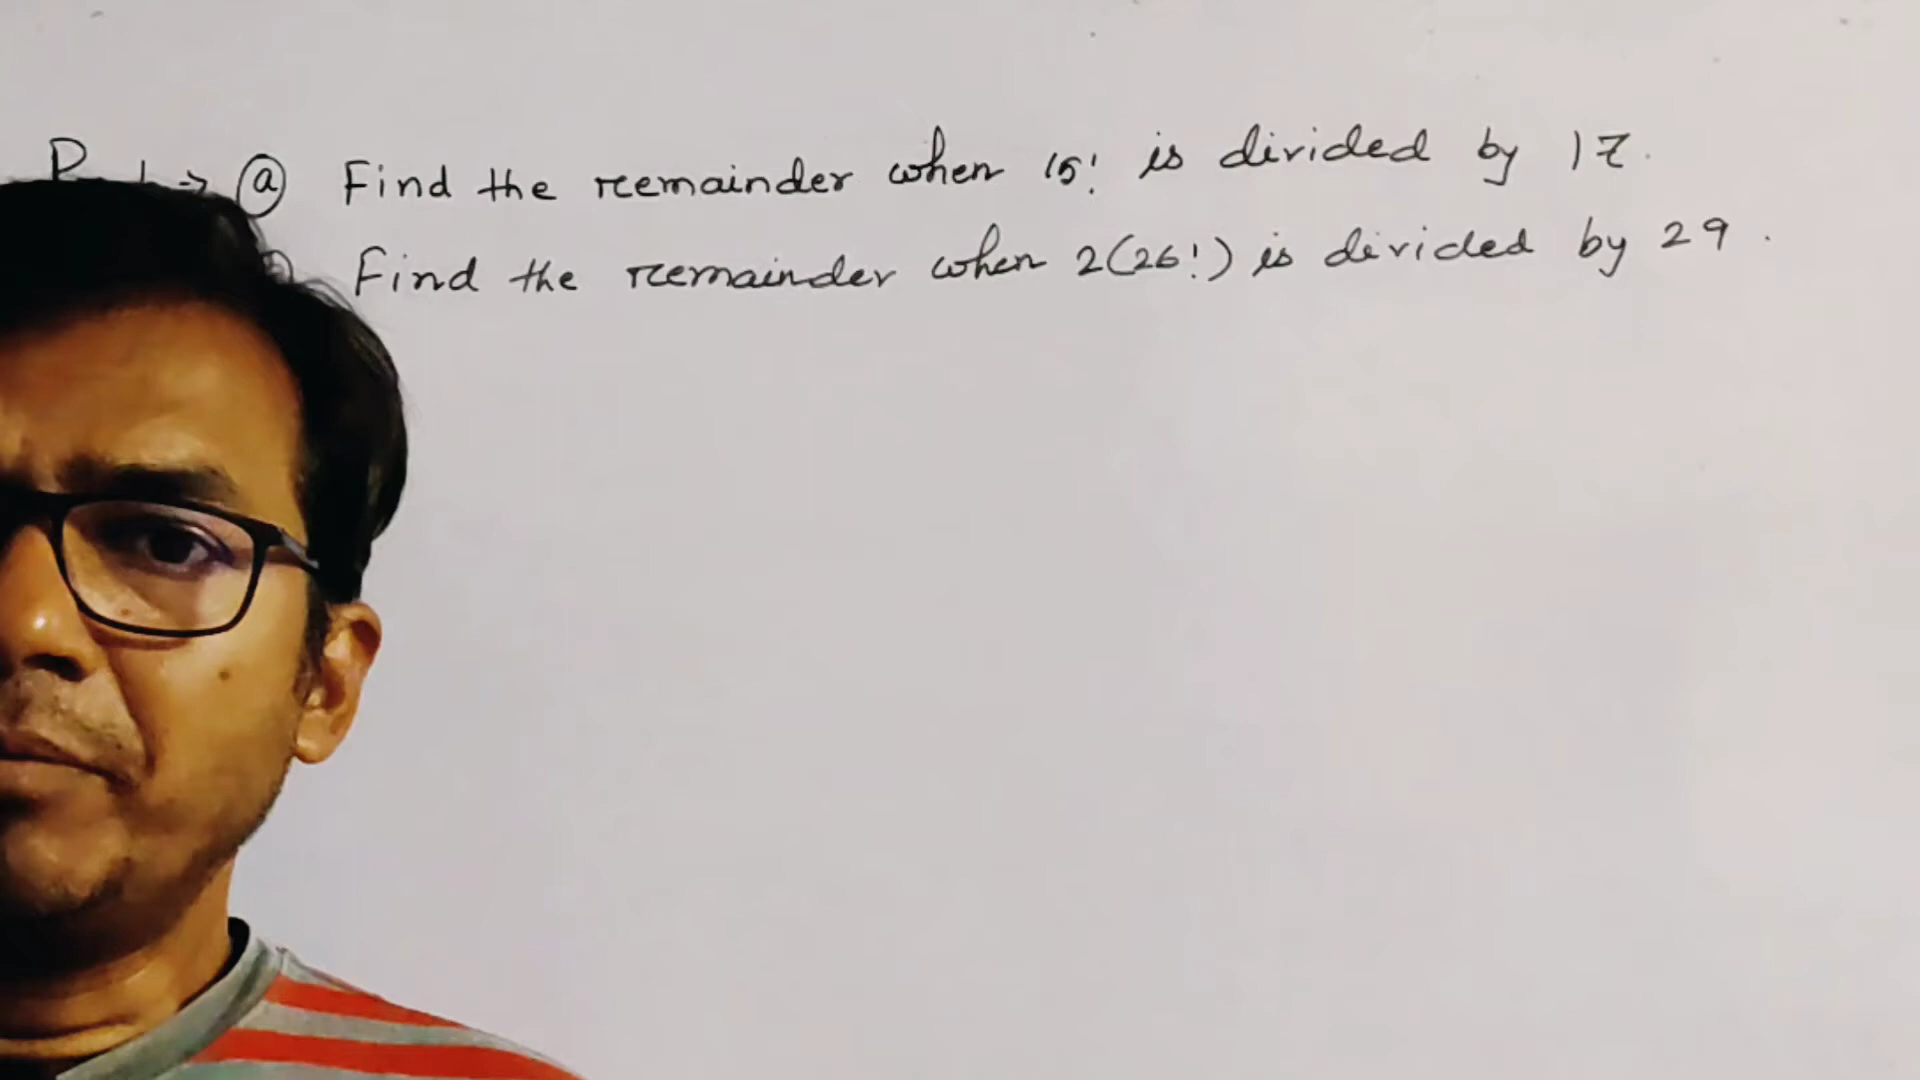 → (a) Find the remainder when 15! is divided by 17.
Find the remainder when 2(26!) is divided by 29.